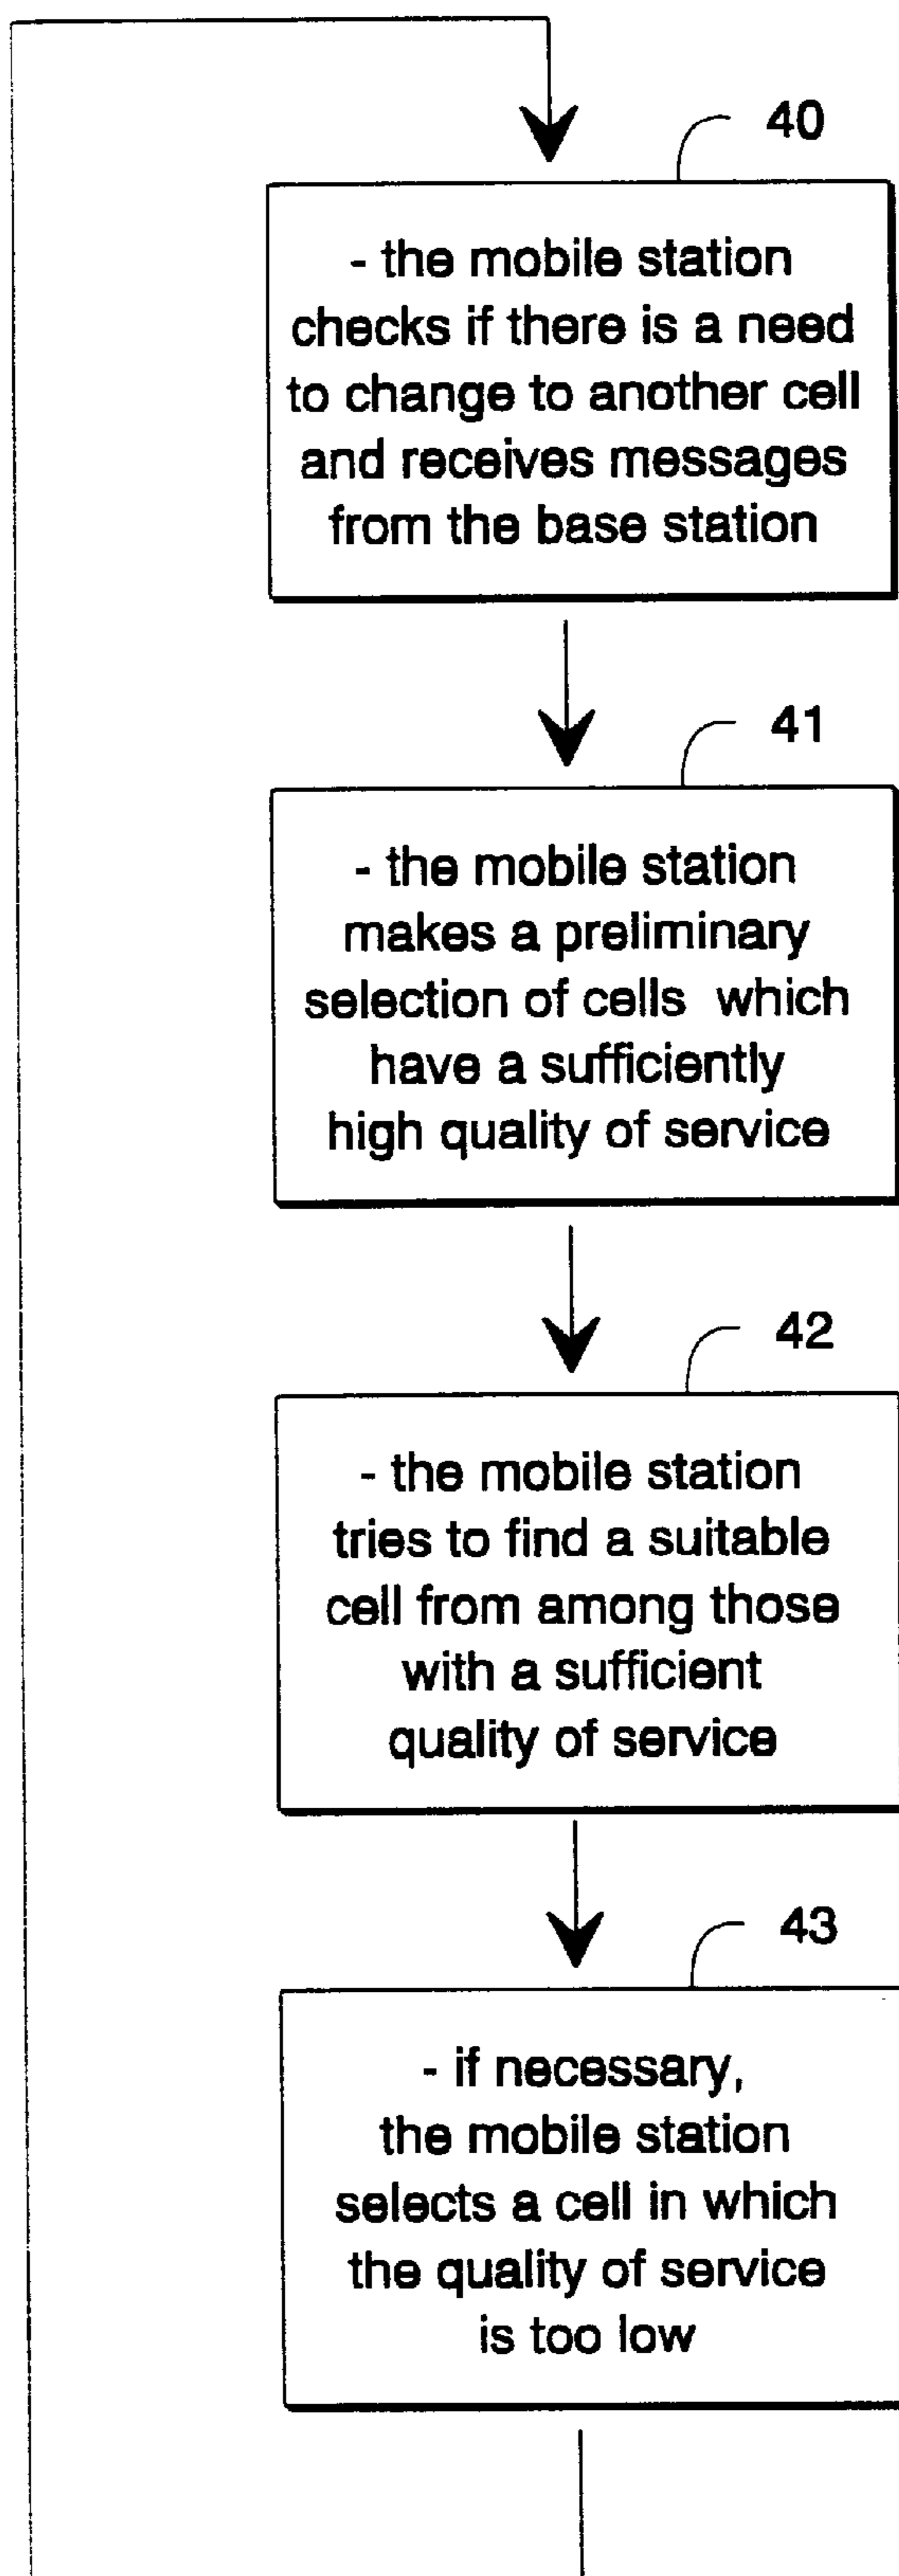 40
- the mobile station
checks if there is a need
to change to another cell
and receives messages
from the base station
41
- the mobile station
makes a preliminary
selection of cells which
have a sufficiently
high quality of service
42
- the mobile station
tries to find a suitable
cell from among those
with a sufficient
quality of service
43
- if necessary,
the mobile station
selects a cell in which
the quality of service
is too low